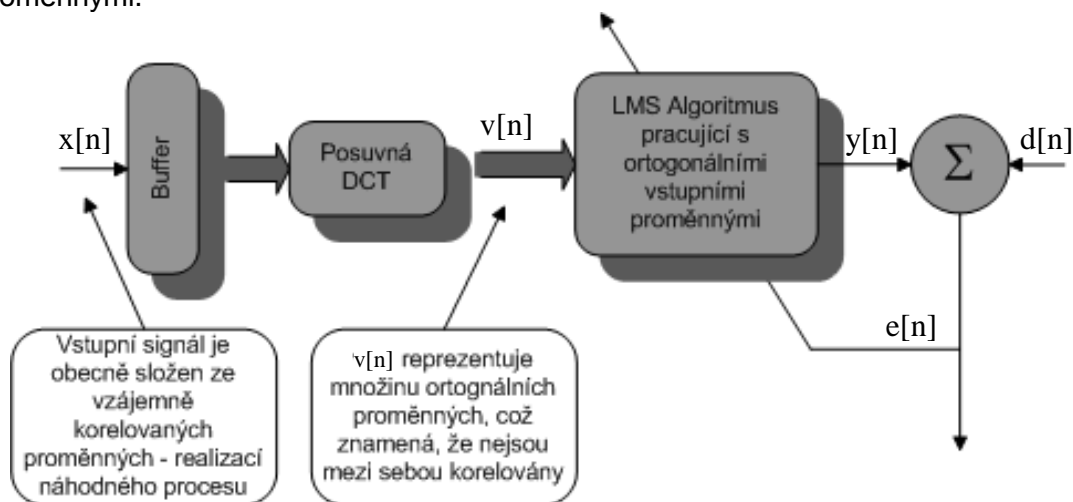 x[n]
Buffer
Posuvná
DCT
v[n]
LMS Algoritmus
pracující s
ortogonálními
vstupními
proměnnými
y[n]
Σ
d[n]
e[n]
Vstupní signál je
obecně složen ze
vzájemně
korelovaných
proměnných - realizací
náhodného procesu
v[n] reprezentuje
množinu ortognálních
proměnných, což
znamená, že nejsou
mezi sebou korelovány